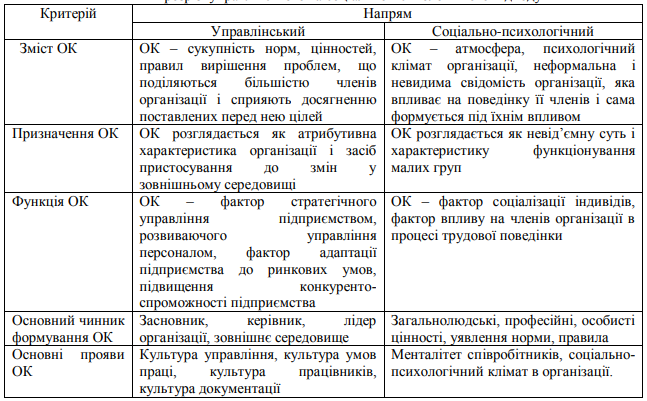 Критерій Напрям
Управлінський Соціально-психологічний
Зміст ОК
ОК – сукупність норм, цінностей,
правил вирішення проблем, що
поділяються більшістю членів
організації і сприяють досягненню
поставлених перед нею цілей
ОК – атмосфера, психологічний
клімат організації, неформальна і
невидима свідомість організації, яка
впливає на поведінку її членів і сама
формується під їхнім впливом
Призначення ОК
ОК розглядається як атрибутивна
характеристика організації і засіб
пристосування до змін у
зовнішньому середовищі
ОК розглядається як невід’ємну суть і
характеристику функціонування
малих груп
Функція ОК
ОК – фактор стратегічного
управління підприємством,
розвиваючого управління
персоналом, фактор адаптації
підприємства до ринкових умов,
підвищення конкуренто-
спроможності підприємства
ОК – фактор соціалізації індивідів,
фактор впливу на членів організації в
процесі трудової поведінки
Основний чинник
формування ОК
Засновник, керівник, лідер
організації, зовнішнє середовище
Загальнолюдські, професійні, особисті
цінності, уявлення норми, правила
Основні прояви
ОК
Культура управління, культура умов
праці, культура працівників,
культура документації
Менталітет співробітників, соціально-
психологічний клімат в організації.